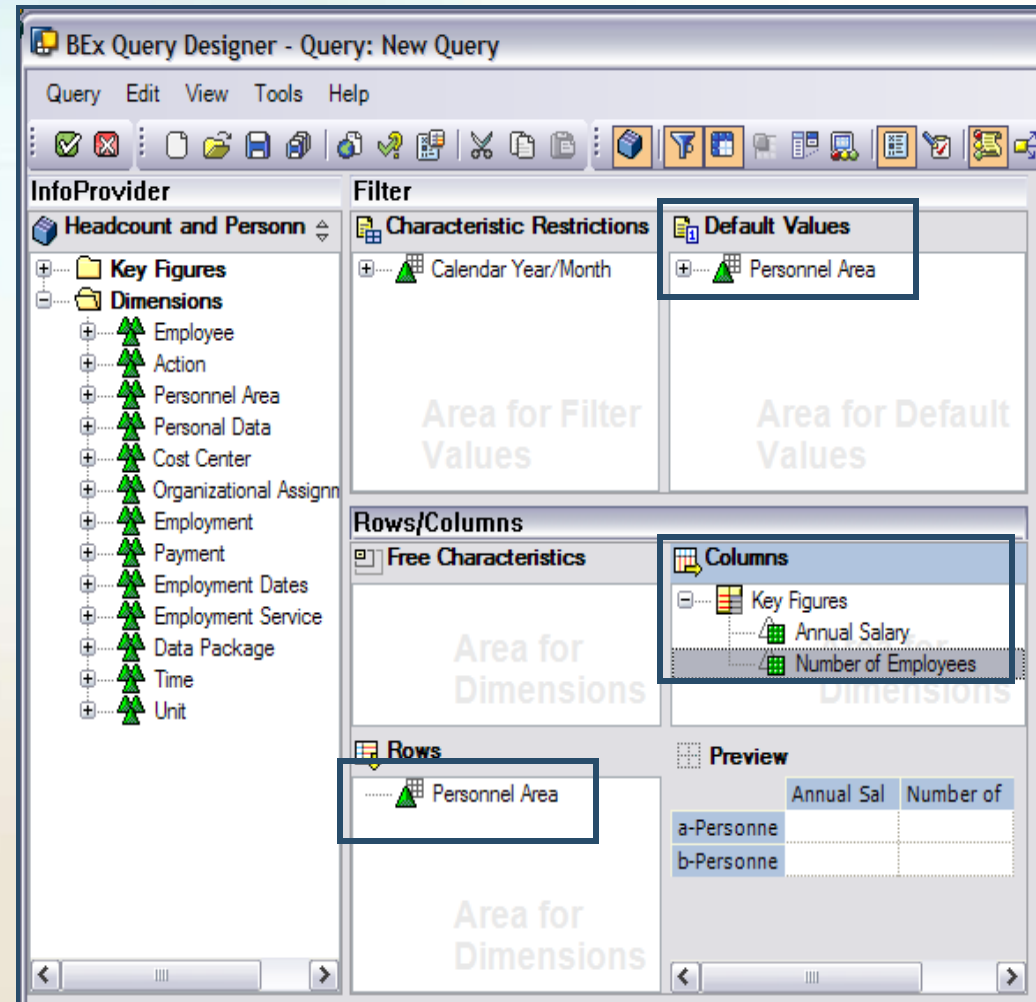 BEx Query Designer - Query: New Query
Query Edit View Tools Help
InfoProvider
Headcount and Personn
Key Figures
Dimensions
Employee
Action
Personnel Area
Personal Data
Cost Center
Organizational Assignm
Employment
Payment
Employment Dates
Employment Service
Data Package
Time
Unit
Filter
Characteristic Restrictions
Calendar Year/Month
Area for Filter
Values
Default Values
Personnel Area
Area for Default
Values
Rows/Columns
Free Characteristics
Area for
Dimensions
Columns
Key Figures
Annual Salary
Number of Employees
for
Dimensions
Rows
Personnel Area
Area for
Dimensions
Preview
Annual Sal Number of
a-Personne
b-Personne